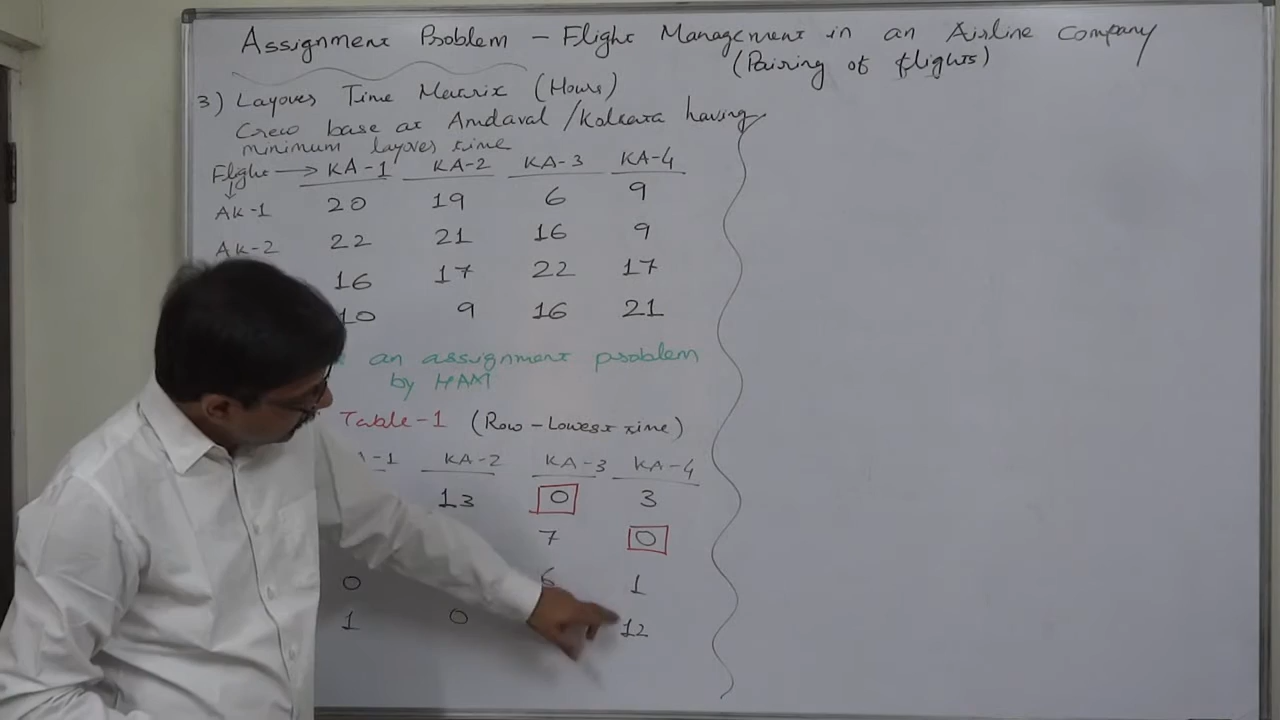 Assignment Problem - Flight Management in an Airline Company
(Pairing of flights)
3) Layover Time Matrix (Hours)
Crew base at Amdaval / Kolkata having
minimum layover time
Flight → KA-1 KA-2 KA-3 KA-4
↓
AK-1 20 19 6 9
AK-2 22 21 16 9
16 17 22 17
10 9 16 21
an assignment problem
by HAM
Table-1 (Row-Lowest time)
A-1 KA-2 KA-3 KA-4
13 0 3
7 0
0 6 1
1 0 12